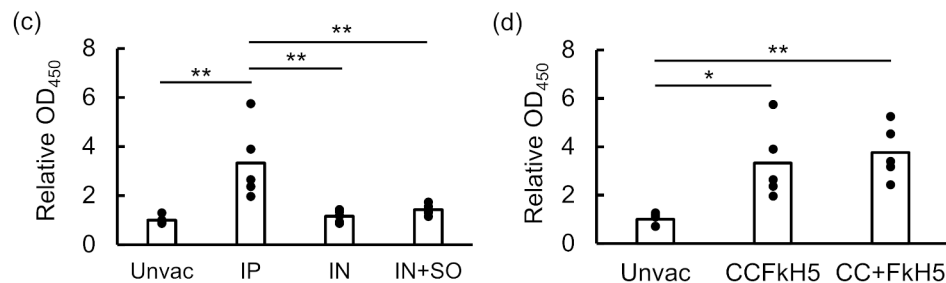 (c)
**
**
**
Relative OD450
8
6
4
2
0
Unvac IP IN IN+SO
(d)
**
*
Relative OD450
8
6
4
2
0
Unvac CCFkH5 CC+FkH5